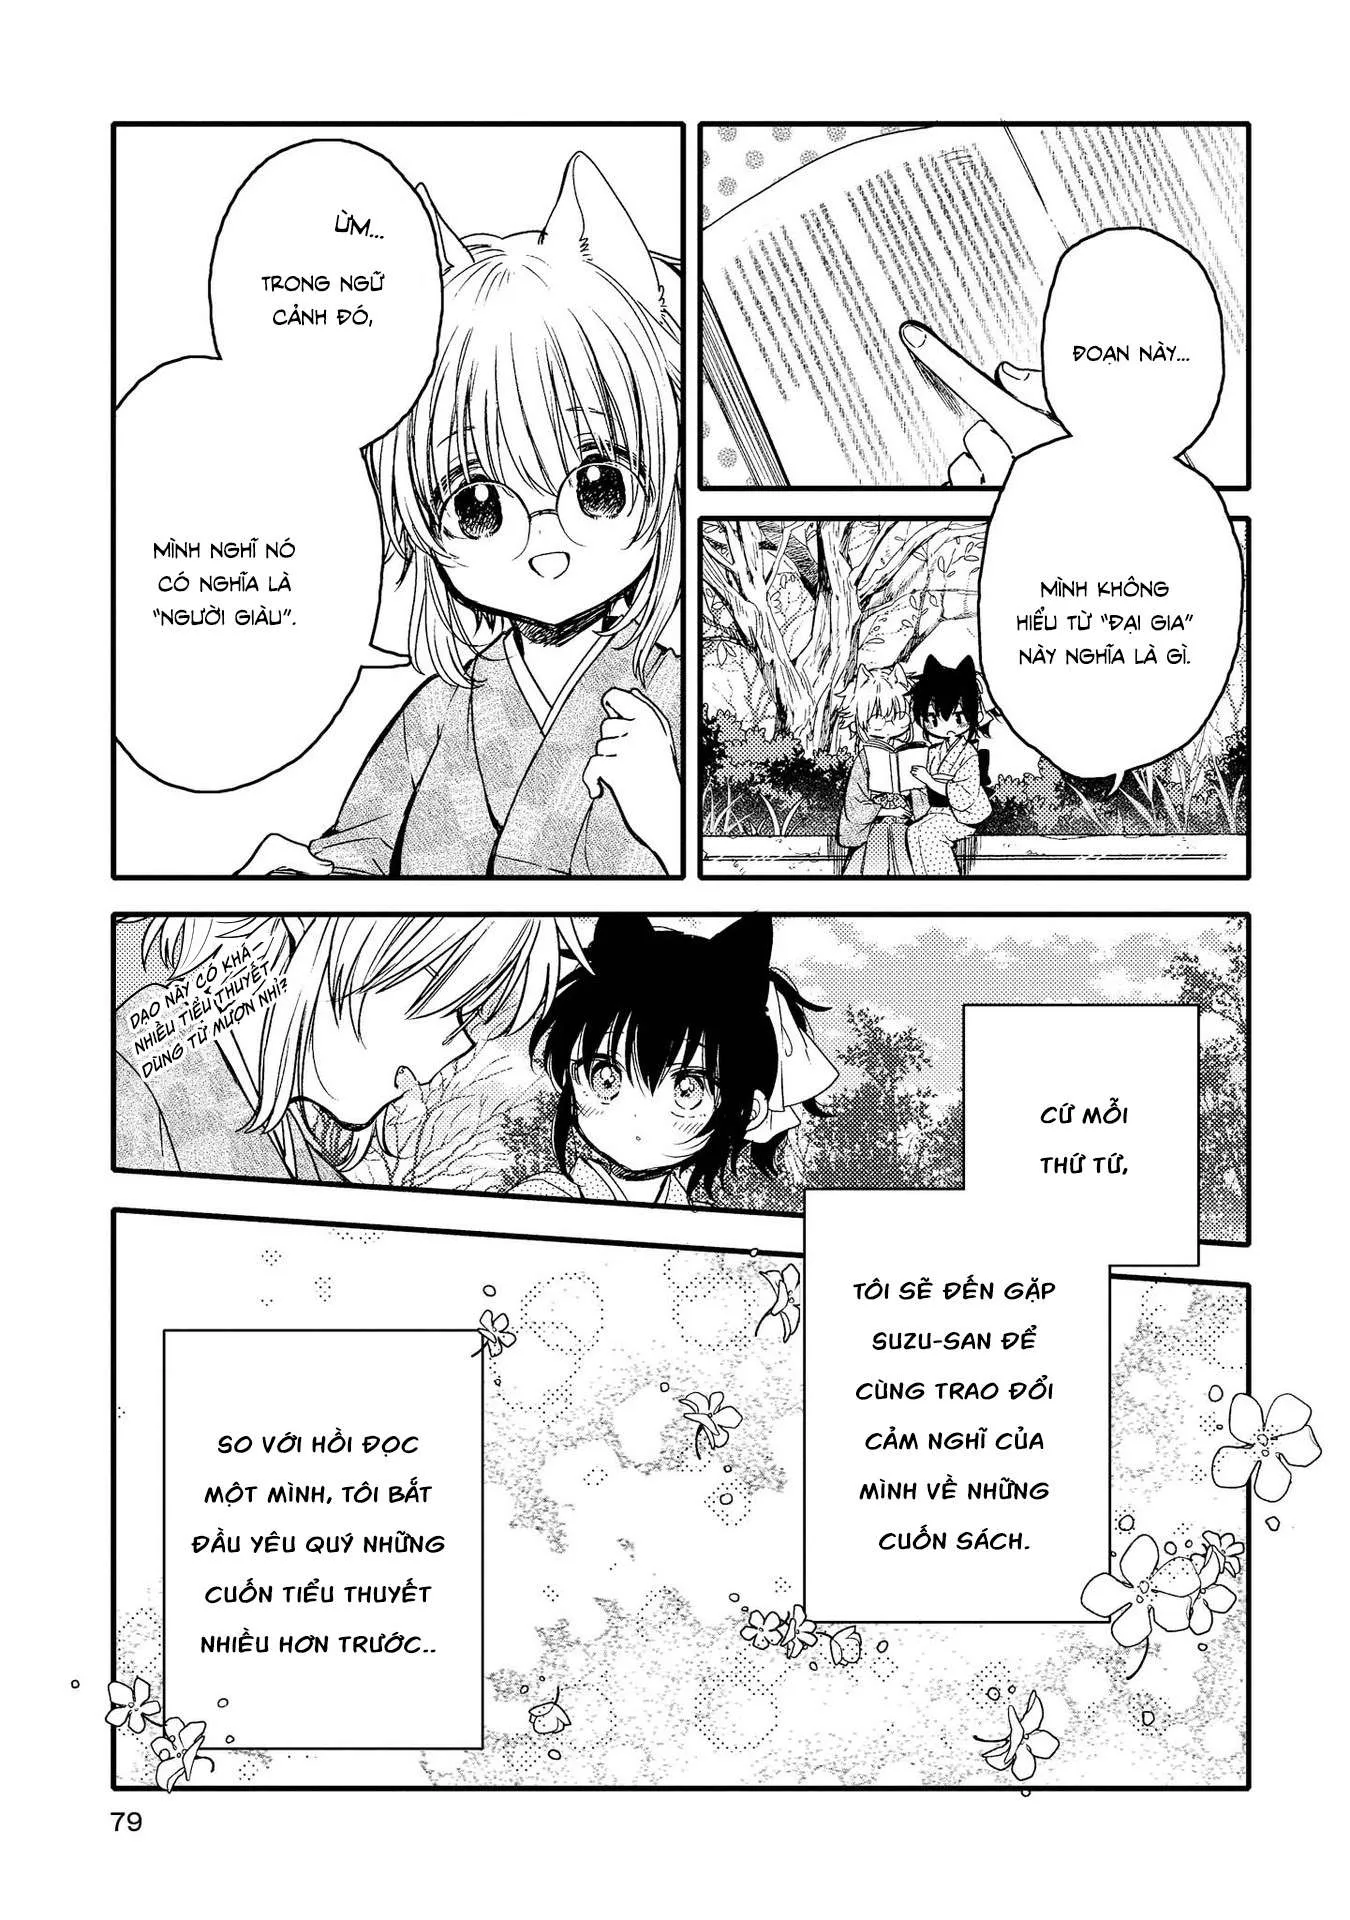 ĐOẠN NÀY...
MÌNH KHÔNG
HIỂU TỪ "ĐẠI GIA"
NÀY NGHĨA LÀ GÌ.
ỪM...
TRONG NGỮ
CẢNH ĐÓ,
MÌNH NGHĨ NÓ
CÓ NGHĨA LÀ
"NGƯỜI GIÀU".
DẠO NÀY CÓ KHÁ
NHIỀU TIỂU THUYẾT
DÙNG TỪ MƯỢN NHỈ?
CỨ MỖI
THỨ TƯ,
TÔI SẼ ĐẾN GẶP
SUZU-SAN ĐỂ
CÙNG TRAO ĐỔI
CẢM NGHĨ CỦA
MÌNH VỀ NHỮNG
CUỐN SÁCH.
SO VỚI HỒI ĐỌC
MỘT MÌNH, TÔI BẮT
ĐẦU YÊU QUÝ NHỮNG
CUỐN TIỂU THUYẾT
NHIỀU HƠN TRƯỚC..
79